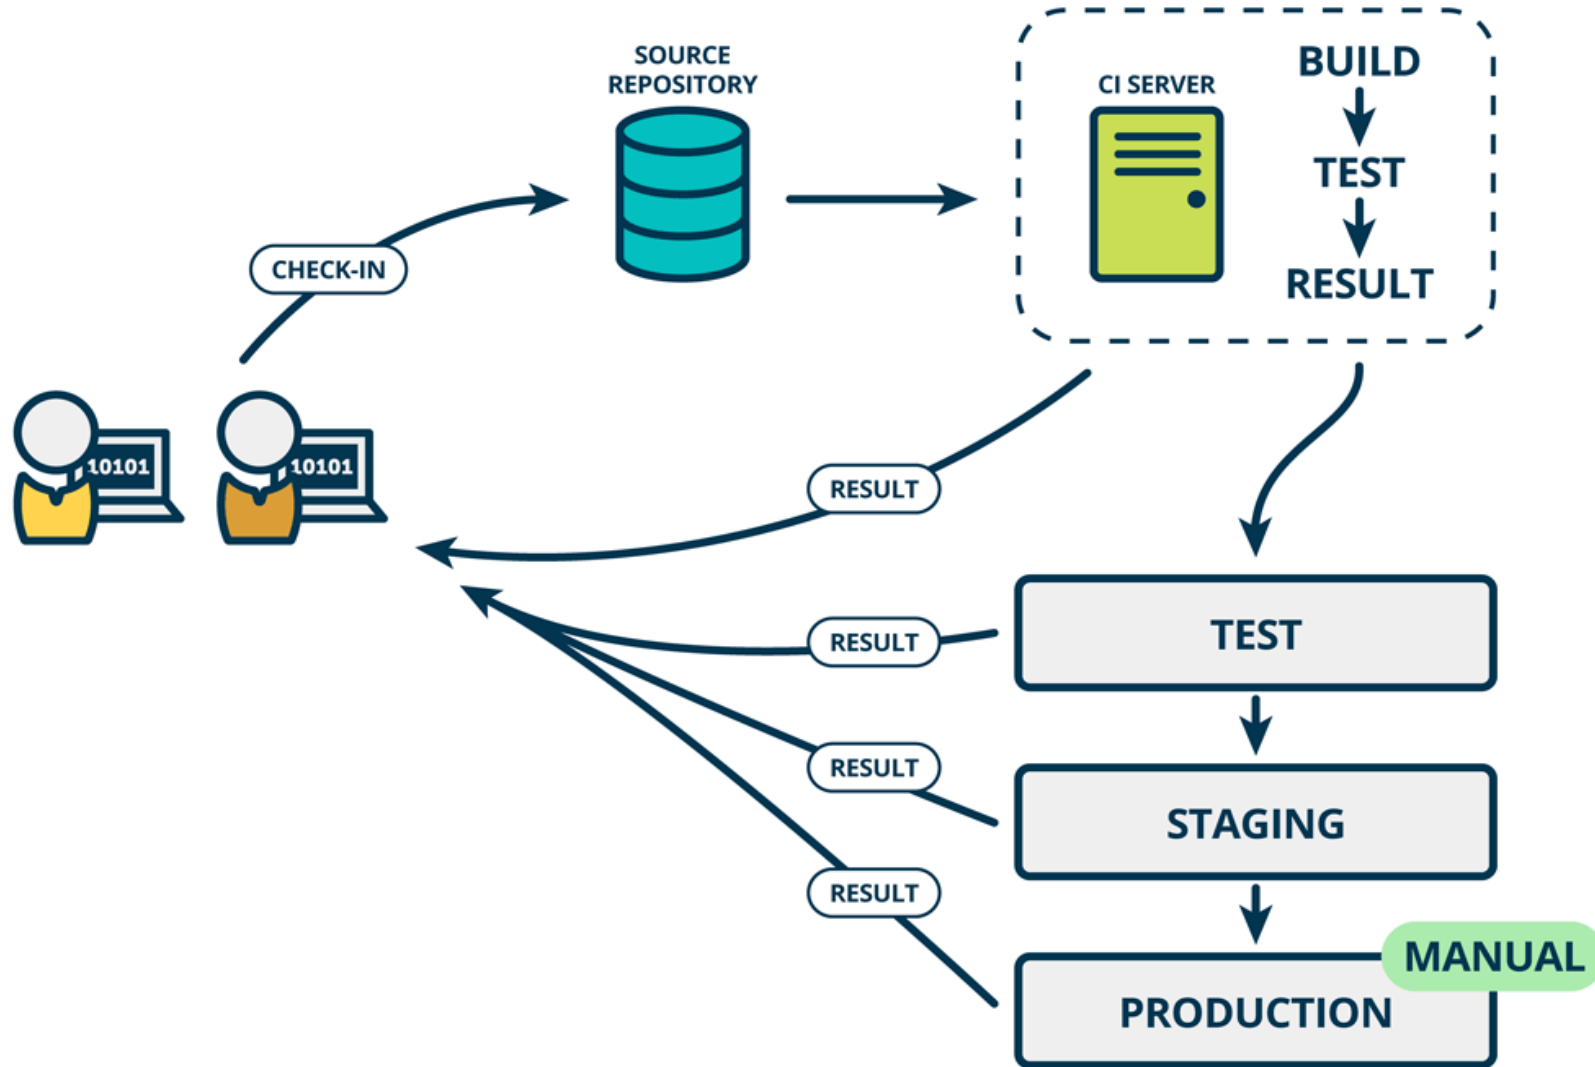 SOURCE
REPOSITORY
CI SERVER
BUILD
TEST
RESULT
CHECK-IN
10101
10101
RESULT
RESULT
RESULT
RESULT
TEST
STAGING
MANUAL
PRODUCTION